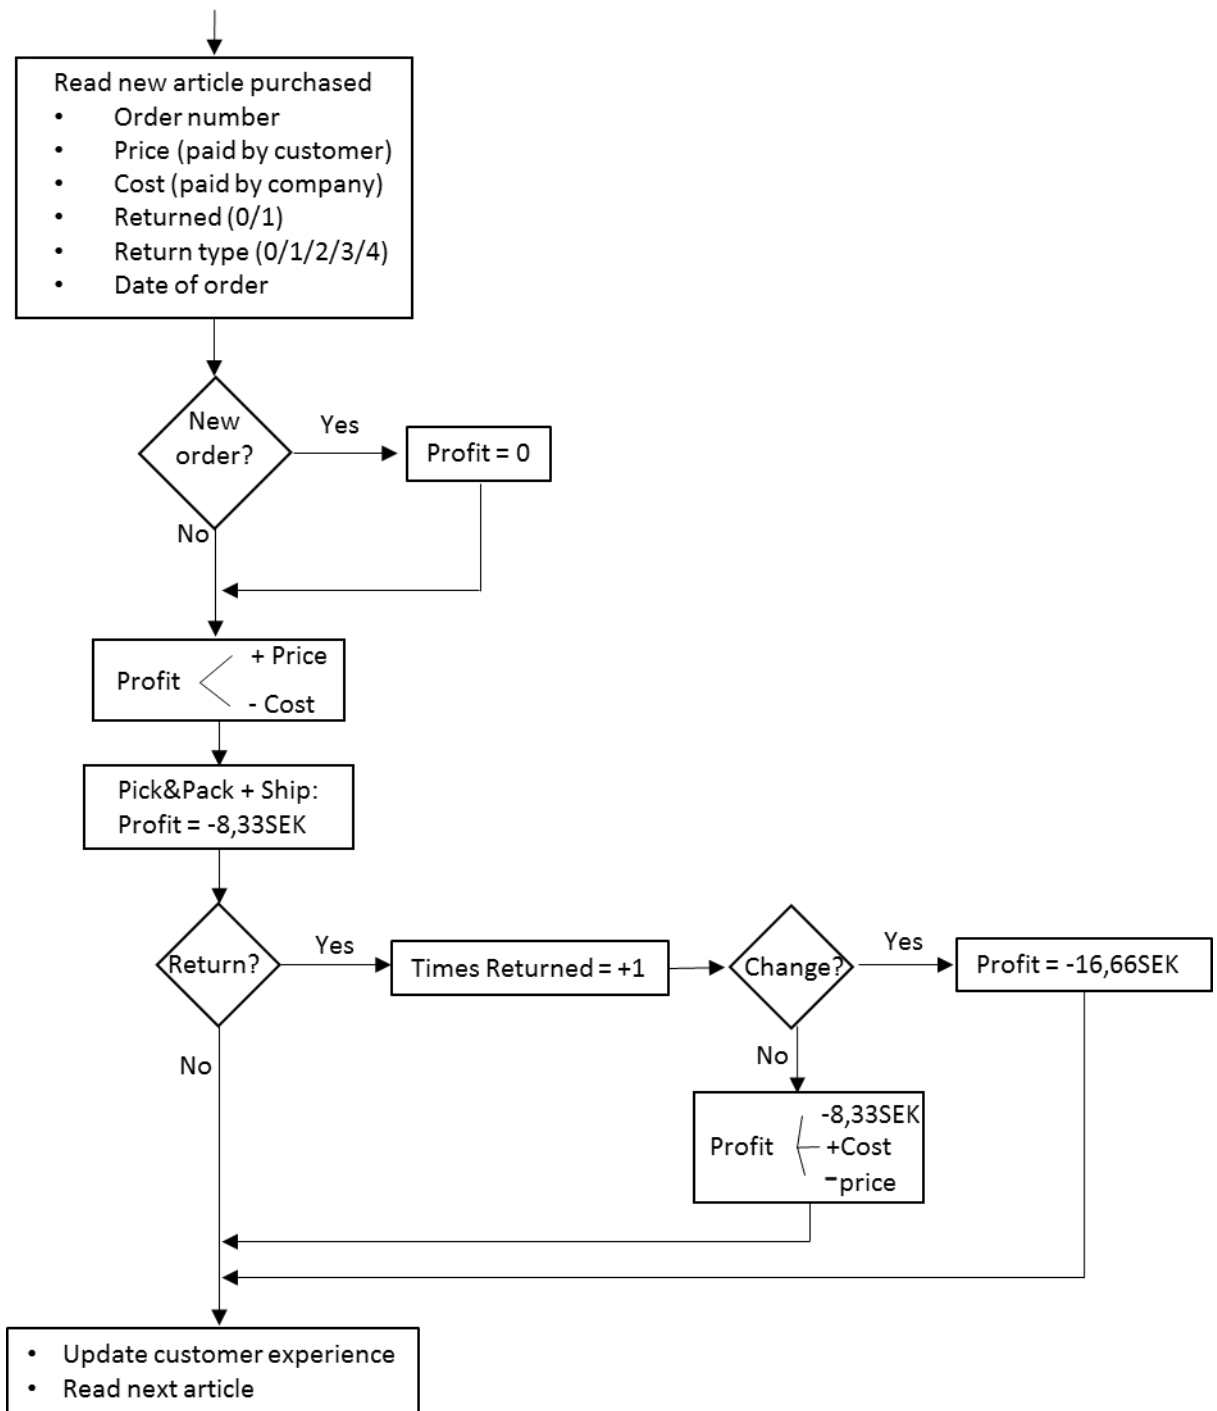 Read new article purchased
• Order number
• Price (paid by customer)
• Cost (paid by company)
• Returned (0/1)
• Return type (0/1/2/3/4)
• Date of order
New
order?
Yes
Profit = 0
No
Profit
+ Price
- Cost
Pick&Pack + Ship:
Profit = -8,33SEK
Return?
Yes
Times Returned = +1
Change?
Yes
Profit = -16,66SEK
No
No
Profit
-8,33SEK
+Cost
-price
• Update customer experience
• Read next article